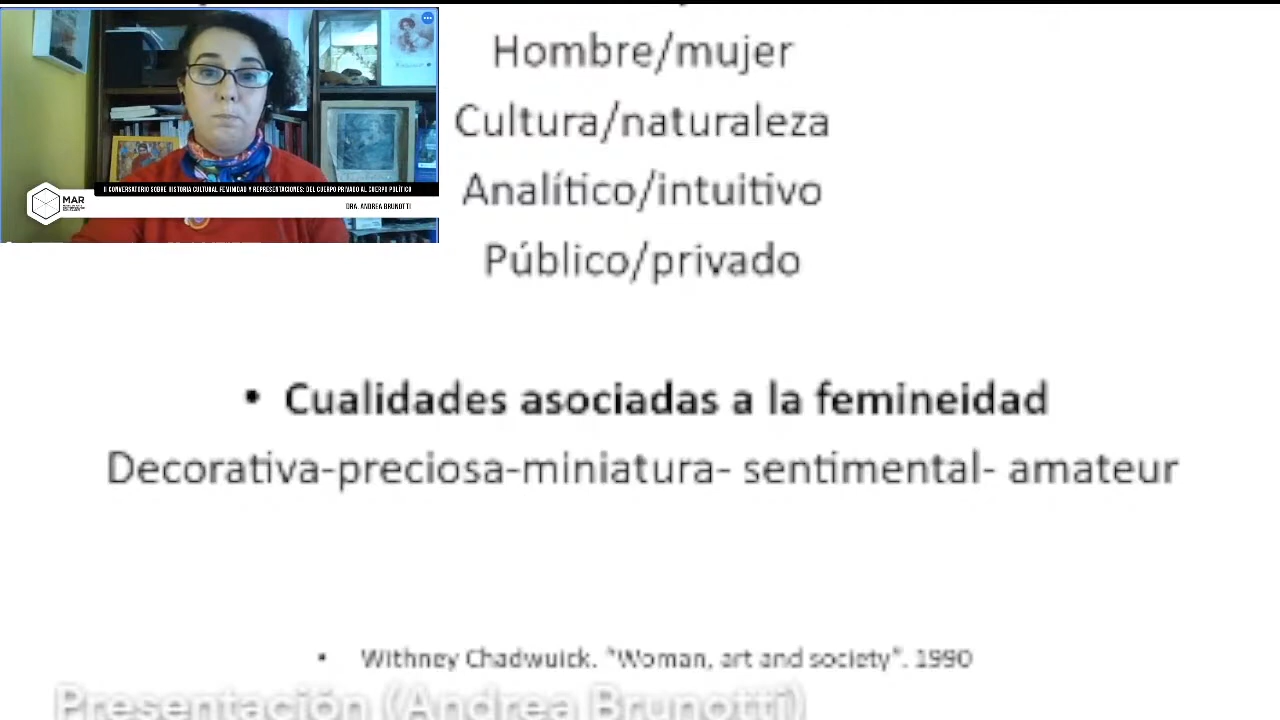 Hombre/mujer
Cultura/naturaleza
Analítico/intuitivo
Público/privado
MAR
II CONVERSATORIO SOBRE HISTORIA CULTURAL FEMINIDAD Y REPRESENTACIONES: DEL CUERPO PRIVADO AL CUERPO POLÍTICO
DRA. ANDREA BRUNOTTI
• Cualidades asociadas a la femineidad
Decorativa-preciosa-miniatura- sentimental- amateur
• Withney Chadwuick. "Woman, art and society". 1990
Presentación (Andrea Brunotti)